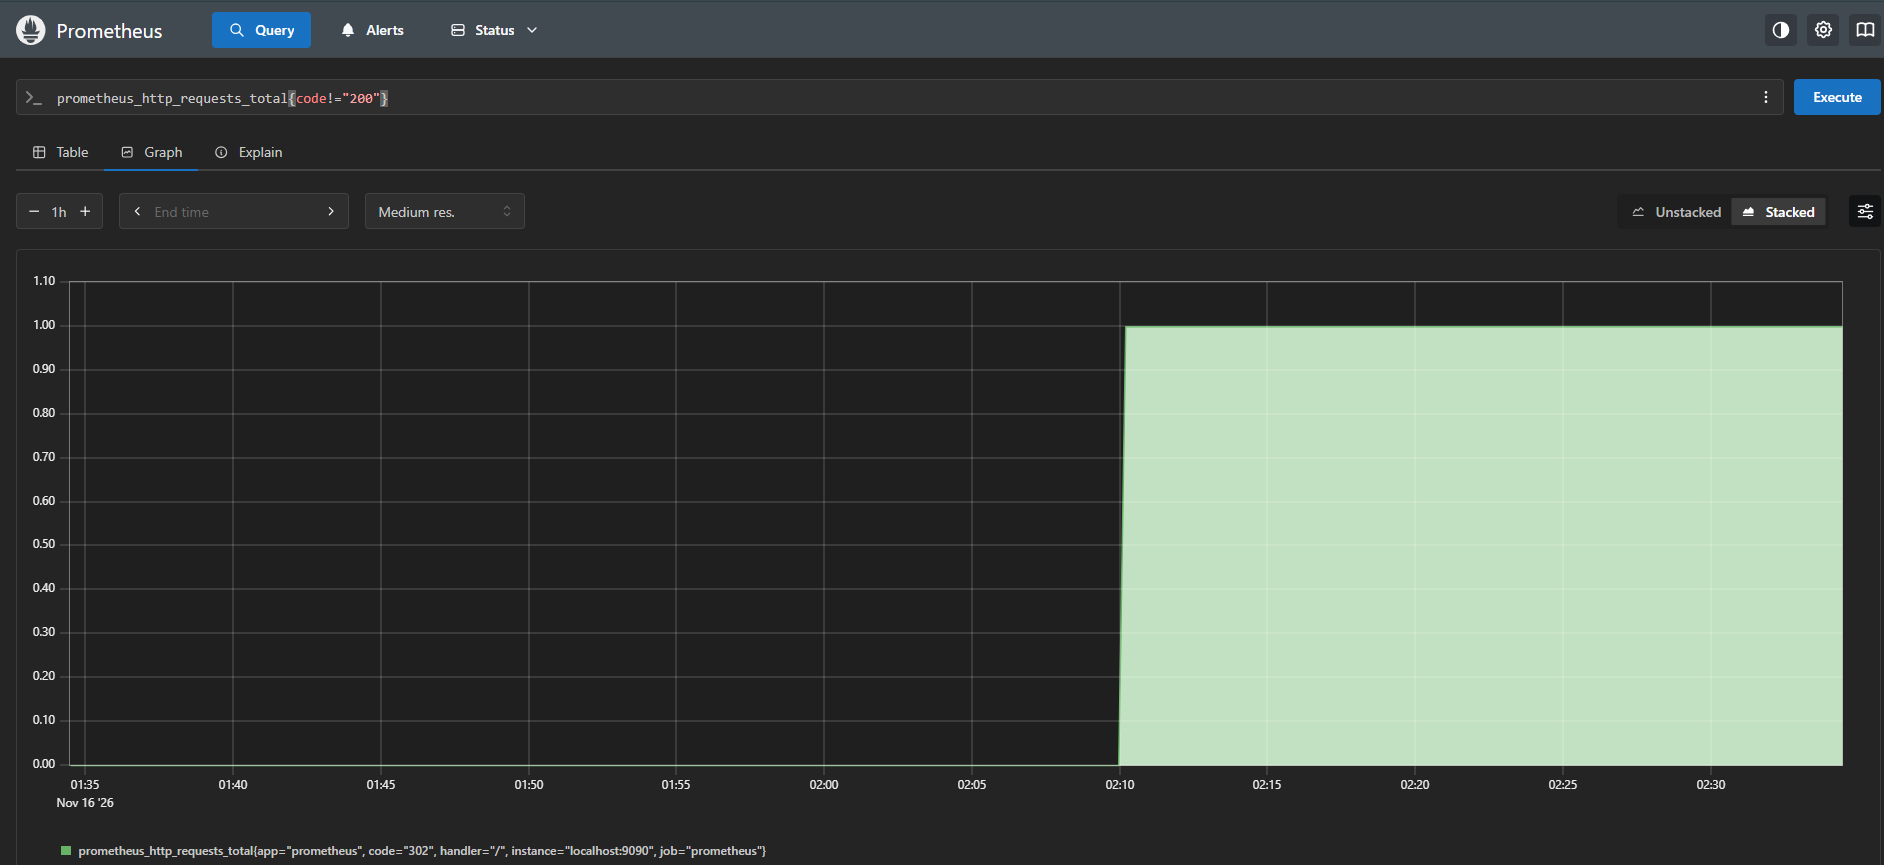 Prometheus
Query
Alerts
Status
prometheus_http_requests_total{code!="200"}
Execute
Table
Graph
Explain
1h
End time
Medium res.
Unstacked
Stacked
1.10
1.00
0.90
0.80
0.70
0.60
0.50
0.40
0.30
0.20
0.10
0.00
01:35 01:40 01:45 01:50 01:55 02:00 02:05 02:10 02:15 02:20 02:25 02:30
Nov 16 '26
prometheus_http_requests_total{app="prometheus", code="302", handler="/", instance="localhost:9090", job="prometheus"}